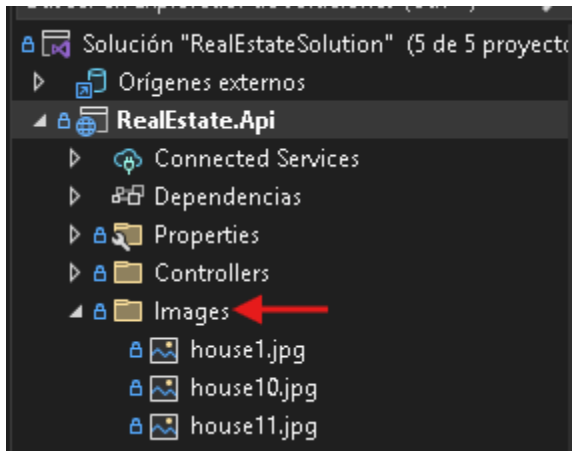 Solución "RealEstateSolution" (5 de 5 proyecto
Orígenes externos
RealEstate.Api
Connected Services
Dependencias
Properties
Controllers
Images
house1.jpg
house10.jpg
house11.jpg